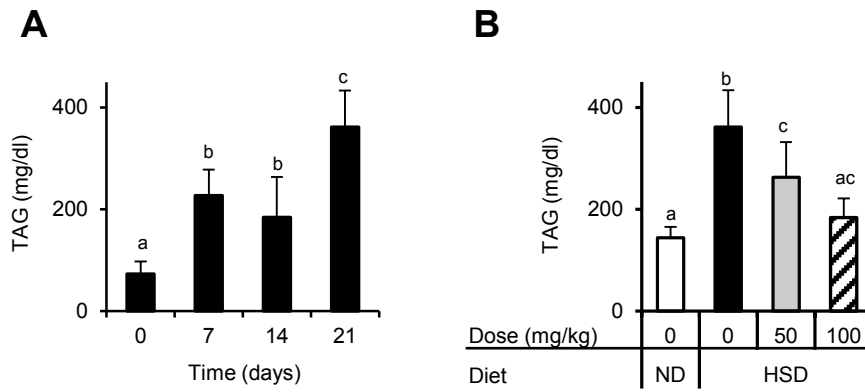 A
B
TAG (mg/dl)
400
200
0
a
b
b
c
0 7 14 21
Time (days)
TAG (mg/dl)
400
200
0
a
b
c
ac
Dose (mg/kg) 0 0 50 100
Diet ND HSD